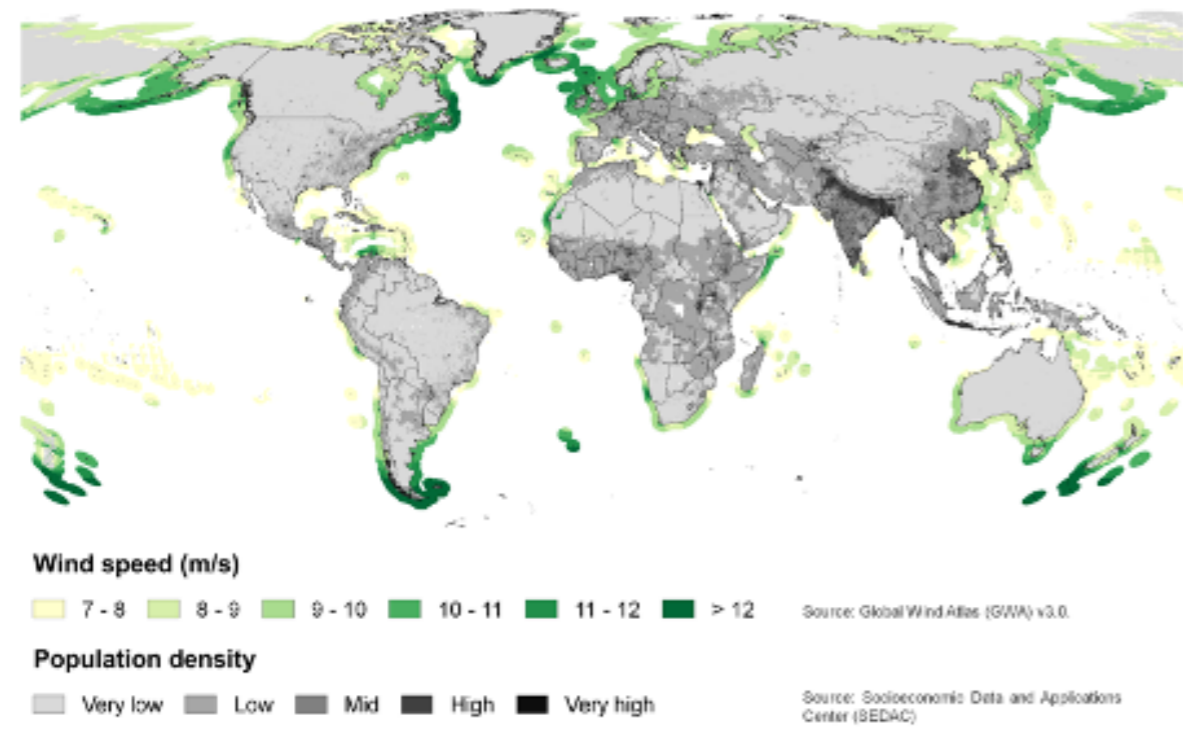 Wind speed (m/s)
7 - 8 8 - 9 9 - 10 10 - 11 11 - 12 > 12
Source: Global Wind Atlas (GWA) v3.0.
Population density
Very low Low Mid High Very high
Source: Socioeconomic Data and Applications
Center (SEDAC)